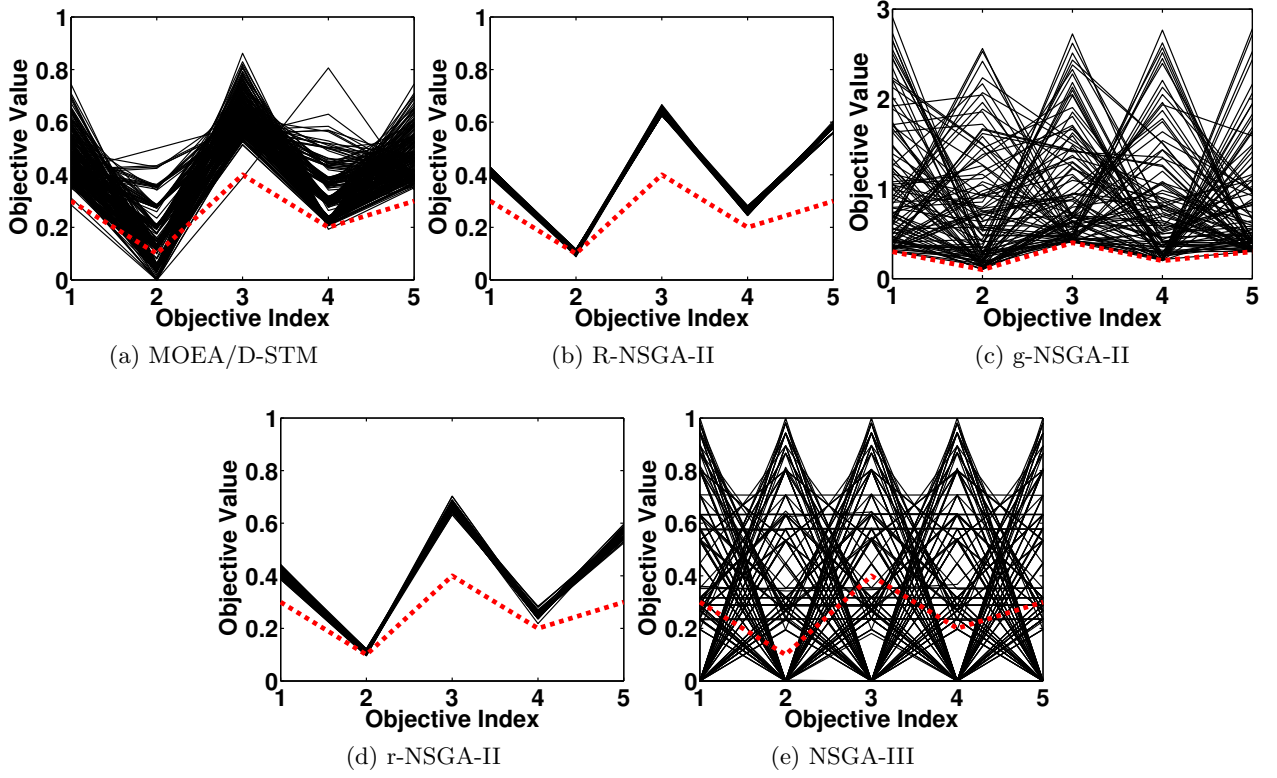 1
0.8
0.6
0.4
0.2
0
Objective Value
1 2 3 4 5
Objective Index
(a) MOEA/D-STM
1
0.8
0.6
0.4
0.2
0
Objective Value
1 2 3 4 5
Objective Index
(b) R-NSGA-II
3
2
1
0
Objective Value
1 2 3 4 5
Objective Index
(c) g-NSGA-II
1
0.8
0.6
0.4
0.2
0
Objective Value
1 2 3 4 5
Objective Index
(d) r-NSGA-II
1
0.8
0.6
0.4
0.2
0
Objective Value
1 2 3 4 5
Objective Index
(e) NSGA-III